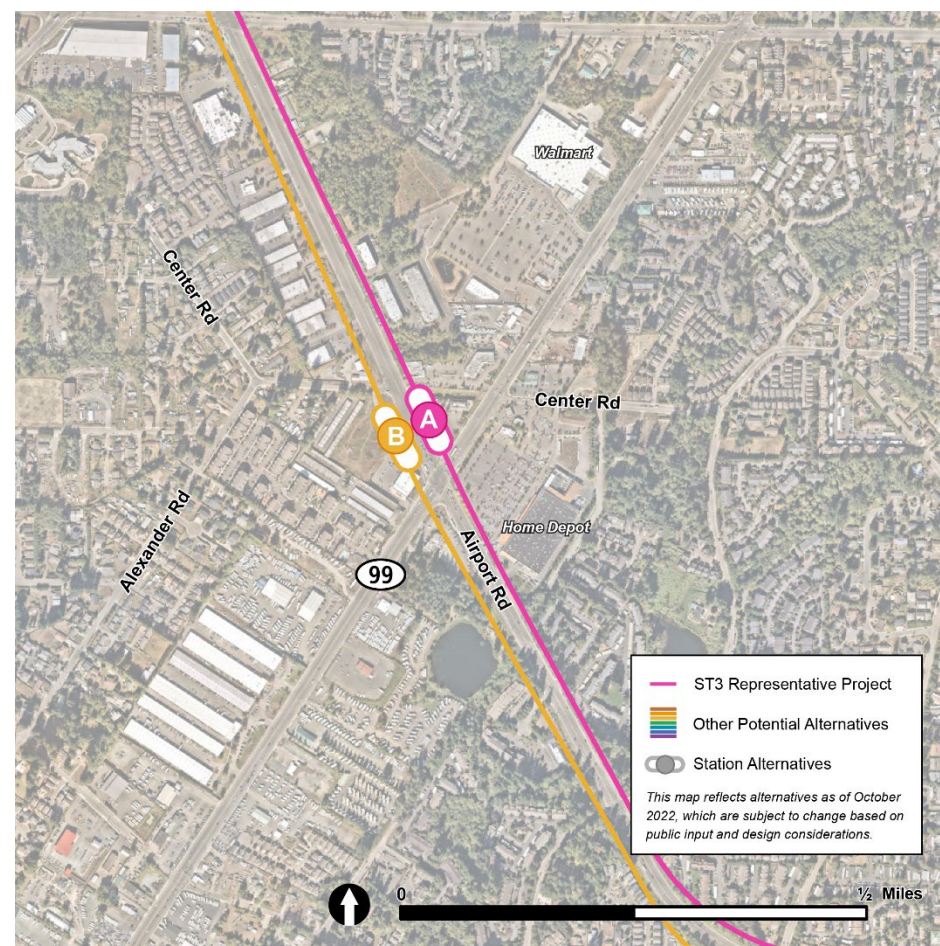 Walmart
Center Rd
Center Rd
A
B
Home Depot
Alexander Rd
Airport Rd
99
ST3 Representative Project
Other Potential Alternatives
Station Alternatives
This map reflects alternatives as of October
2022, which are subject to change based on
public input and design considerations.
0
½ Miles